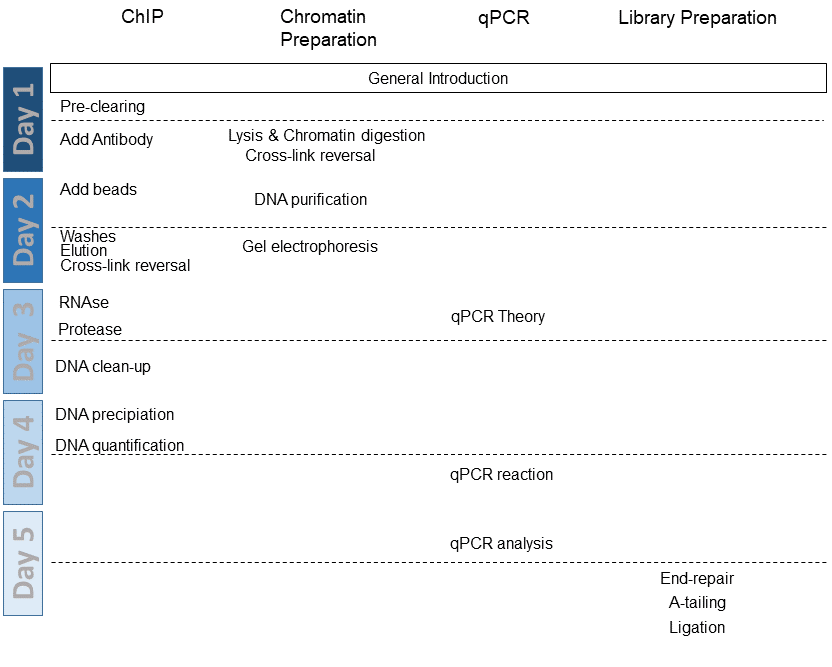 ChIP
Chromatin
Preparation
qPCR
Library Preparation
General Introduction
Day 1
Pre-clearing
Add Antibody
Lysis & Chromatin digestion
Cross-link reversal
Day 2
Add beads
DNA purification
Washes
Elution
Cross-link reversal
Gel electrophoresis
Day 3
RNAse
Protease
qPCR Theory
DNA clean-up
Day 4
DNA precipiation
DNA quantification
qPCR reaction
Day 5
qPCR analysis
End-repair
A-tailing
Ligation